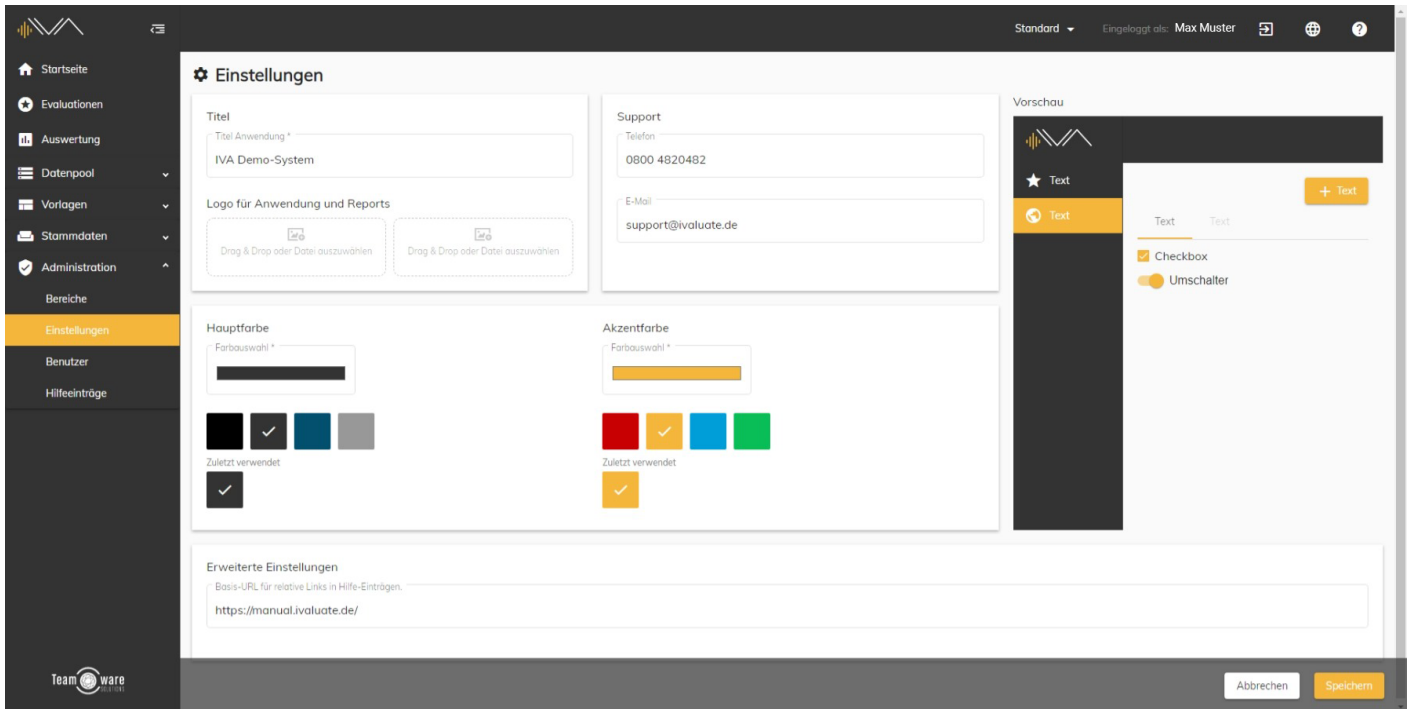 IVA
Standard
Eingeloggt als: Max Muster
Startseite
Evaluationen
Auswertung
Datenpool
Vorlagen
Stammdaten
Administration
Bereiche
Einstellungen
Benutzer
Hilfeeinträge
Team ware
SOLUTIONS
Einstellungen
Titel
Titel Anwendung *
IVA Demo-System
Logo für Anwendung und Reports
Drag & Drop oder Datei auszuwählen
Drag & Drop oder Datei auszuwählen
Support
Telefon
0800 4820482
E-Mail
support@ivaluate.de
Hauptfarbe
Farbauswahl *
Zuletzt verwendet
Akzentfarbe
Farbauswahl *
Zuletzt verwendet
Vorschau
IVA
Text
Text
+ Text
Text Text
Checkbox
Umschalter
Erweiterte Einstellungen
Basis-URL für relative Links in Hilfe-Einträgen.
https://manual.ivaluate.de/
Abbrechen
Speichern